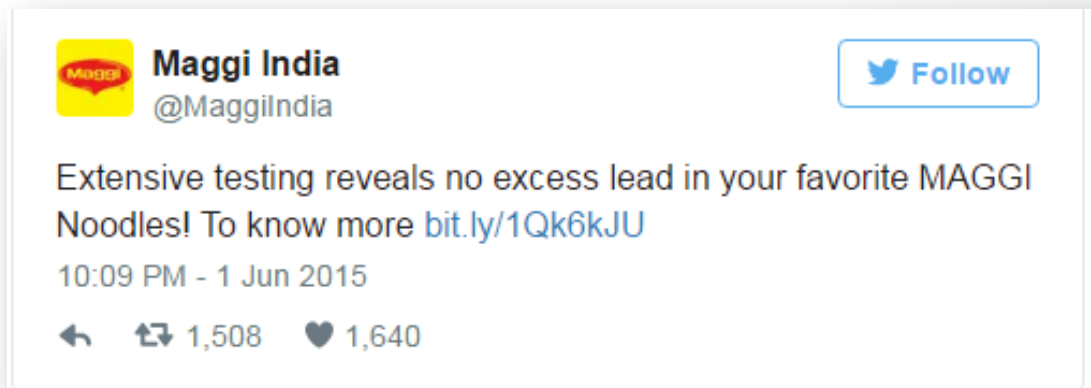 Maggi
Maggi India
@MaggiIndia
Follow
Extensive testing reveals no excess lead in your favorite MAGGI
Noodles! To know more bit.ly/1Qk6kJU
10:09 PM - 1 Jun 2015
1,508 1,640